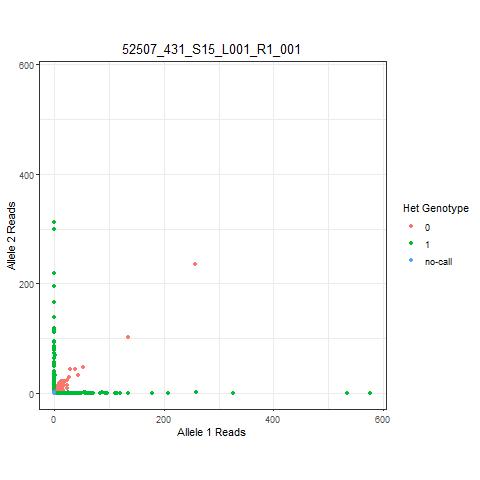 52507_431_S15_L001_R1_001
600
400
200
0
Allele 2 Reads
0
200
400
600
Allele 1 Reads
Het Genotype
0
1
no-call